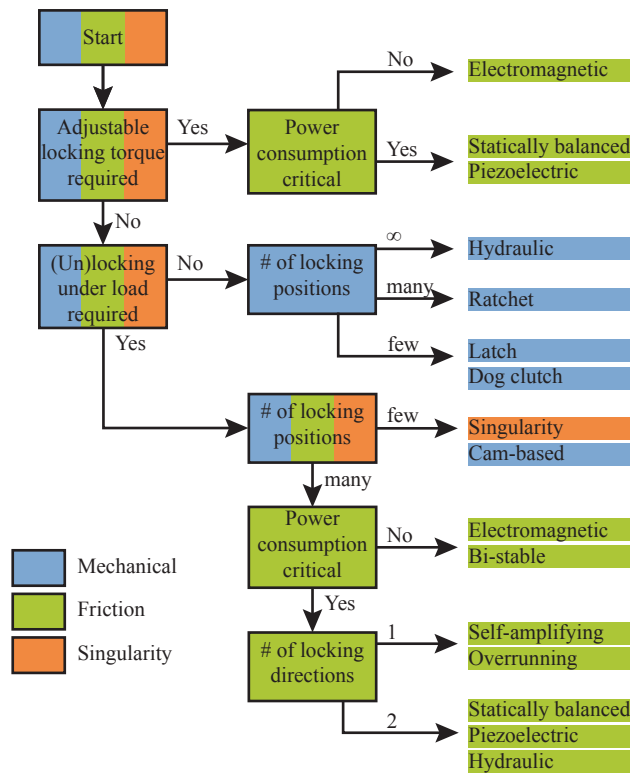 Start
No
Electromagnetic
Adjustable
locking torque
required
Yes
Power
consumption
critical
Yes
Statically balanced
Piezoelectric
No
(Un)locking
under load
required
No
# of locking
positions
∞
Hydraulic
many
Ratchet
few
Latch
Dog clutch
Yes
# of locking
positions
few
Singularity
Cam-based
many
Power
consumption
critical
No
Electromagnetic
Bi-stable
Yes
# of locking
directions
1
Self-amplifying
Overrunning
2
Statically balanced
Piezoelectric
Hydraulic
Mechanical
Friction
Singularity